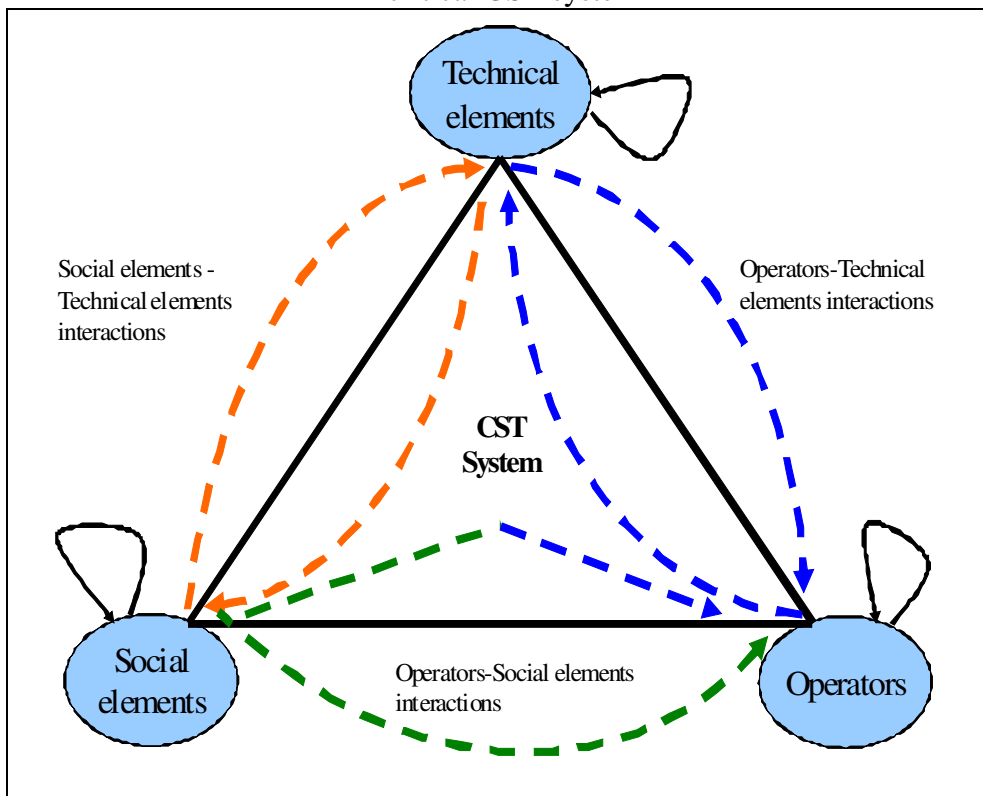 Technical
elements
Social elements -
Technical elements
interactions
Operators-Technical
elements interactions
CST
System
Social
elements
Operators-Social elements
interactions
Operators